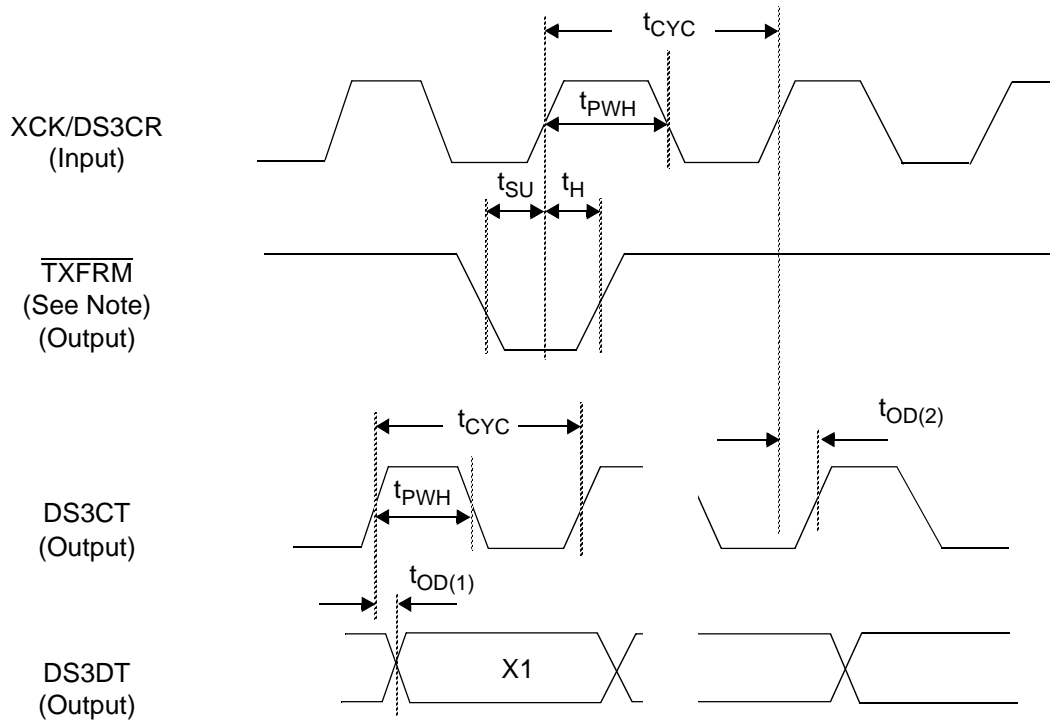 t_CYC
XCK/DS3CR
(Input)
t_PWH
t_SU
t_H
TXFRM
(See Note)
(Output)
t_CYC
t_OD(2)
DS3CT
(Output)
t_PWH
t_OD(1)
DS3DT
(Output)
X1